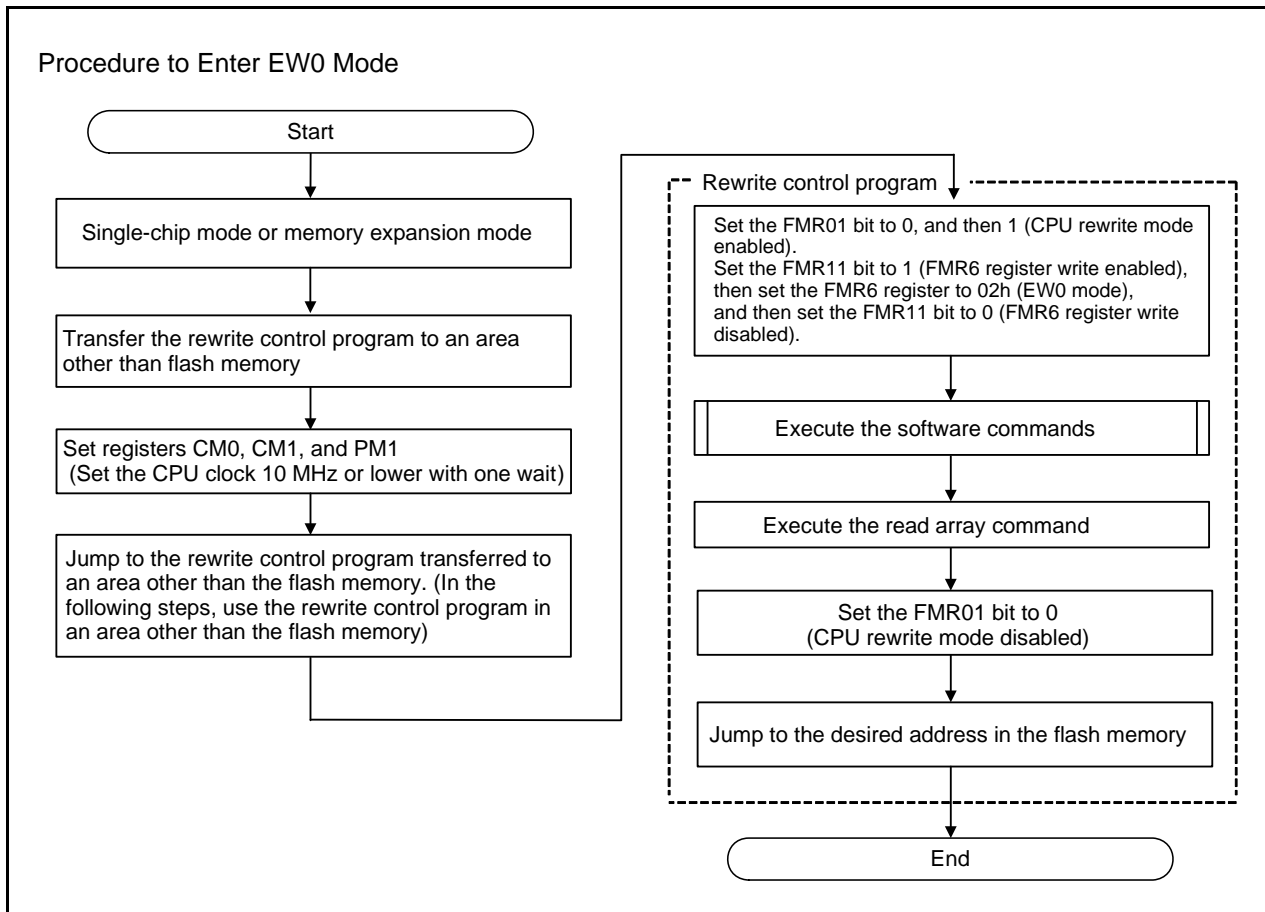 Procedure to Enter EW0 Mode
Start
Single-chip mode or memory expansion mode
Transfer the rewrite control program to an area
other than flash memory
Set registers CM0, CM1, and PM1
(Set the CPU clock 10 MHz or lower with one wait)
Jump to the rewrite control program transferred to
an area other than the flash memory. (In the
following steps, use the rewrite control program in
an area other than the flash memory)
Rewrite control program
Set the FMR01 bit to 0, and then 1 (CPU rewrite mode
enabled).
Set the FMR11 bit to 1 (FMR6 register write enabled),
then set the FMR6 register to 02h (EW0 mode),
and then set the FMR11 bit to 0 (FMR6 register write
disabled).
Execute the software commands
Execute the read array command
Set the FMR01 bit to 0
(CPU rewrite mode disabled)
Jump to the desired address in the flash memory
End